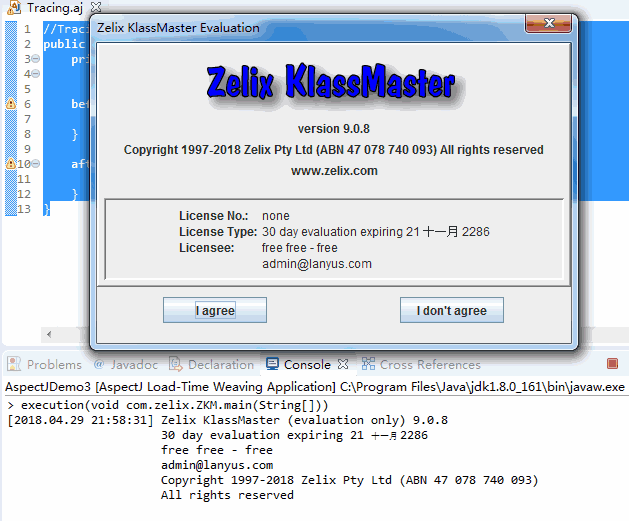 Tracing.aj
Zelix KlassMaster Evaluation
1 //Traci
2 public
3 pri
4
5
6 bef
7
8 }
9
10 aft
11
12 }
13 }
Zelix KlassMaster
version 9.0.8
Copyright 1997-2018 Zelix Pty Ltd (ABN 47 078 740 093) All rights reserved
www.zelix.com
License No.: none
License Type: 30 day evaluation expiring 21 十一月 2286
Licensee: free free - free
admin@lanyus.com
I agree I don't agree
Problems @ Javadoc Declaration Console Cross References
AspectJDemo3 [AspectJ Load-Time Weaving Application] C:\Program Files\Java\jdk1.8.0_161\bin\javaw.exe
> execution(void com.zelix.ZKM.main(String[]))
[2018.04.29 21:58:31] Zelix KlassMaster (evaluation only) 9.0.8
30 day evaluation expiring 21 十一月 2286
free free - free
admin@lanyus.com
Copyright 1997-2018 Zelix Pty Ltd (ABN 47 078 740 093)
All rights reserved